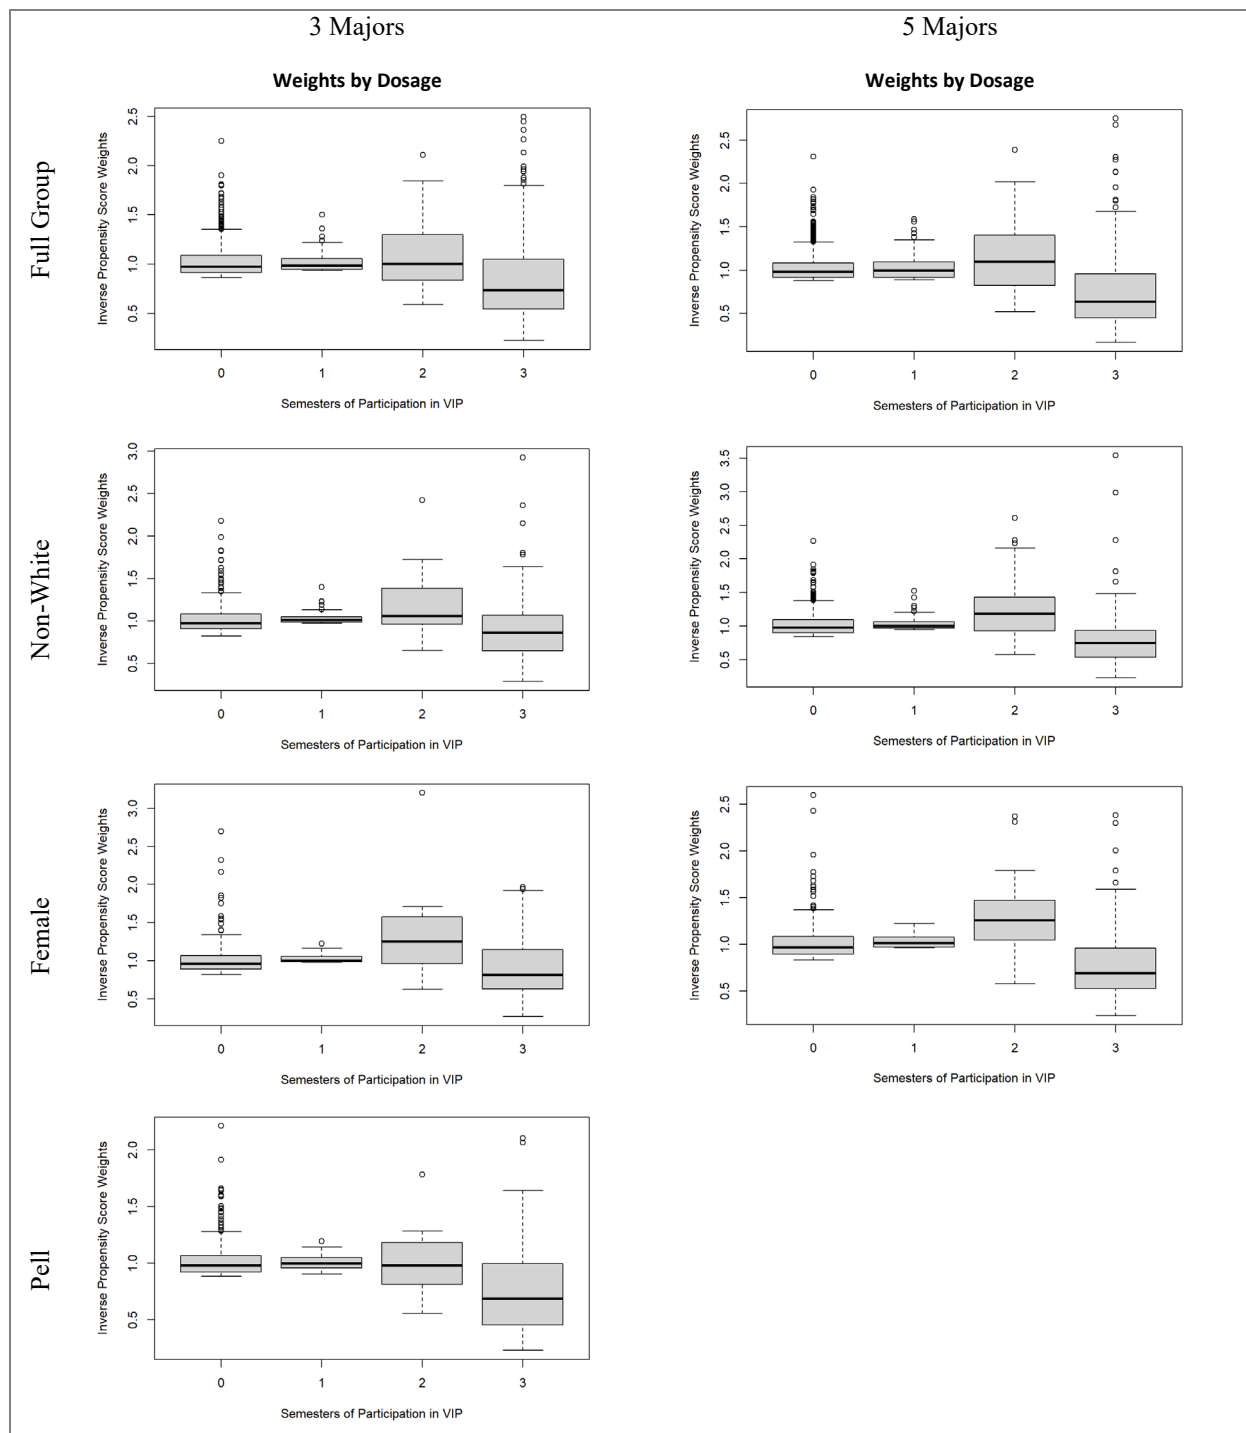 3 Majors
5 Majors
Full Group
Weights by Dosage
Inverse Propensity Score Weights
2.5
2.0
1.5
1.0
0.5
0 1 2 3
Semesters of Participation in VIP
Weights by Dosage
Inverse Propensity Score Weights
2.5
2.0
1.5
1.0
0.5
0 1 2 3
Semesters of Participation in VIP
Non-White
Inverse Propensity Score Weights
3.0
2.5
2.0
1.5
1.0
0.5
0 1 2 3
Semesters of Participation in VIP
Inverse Propensity Score Weights
3.5
3.0
2.5
2.0
1.5
1.0
0.5
0 1 2 3
Semesters of Participation in VIP
Female
Inverse Propensity Score Weights
3.0
2.5
2.0
1.5
1.0
0.5
0 1 2 3
Semesters of Participation in VIP
Inverse Propensity Score Weights
2.5
2.0
1.5
1.0
0.5
0 1 2 3
Semesters of Participation in VIP
Pell
Inverse Propensity Score Weights
2.0
1.5
1.0
0.5
0 1 2 3
Semesters of Participation in VIP